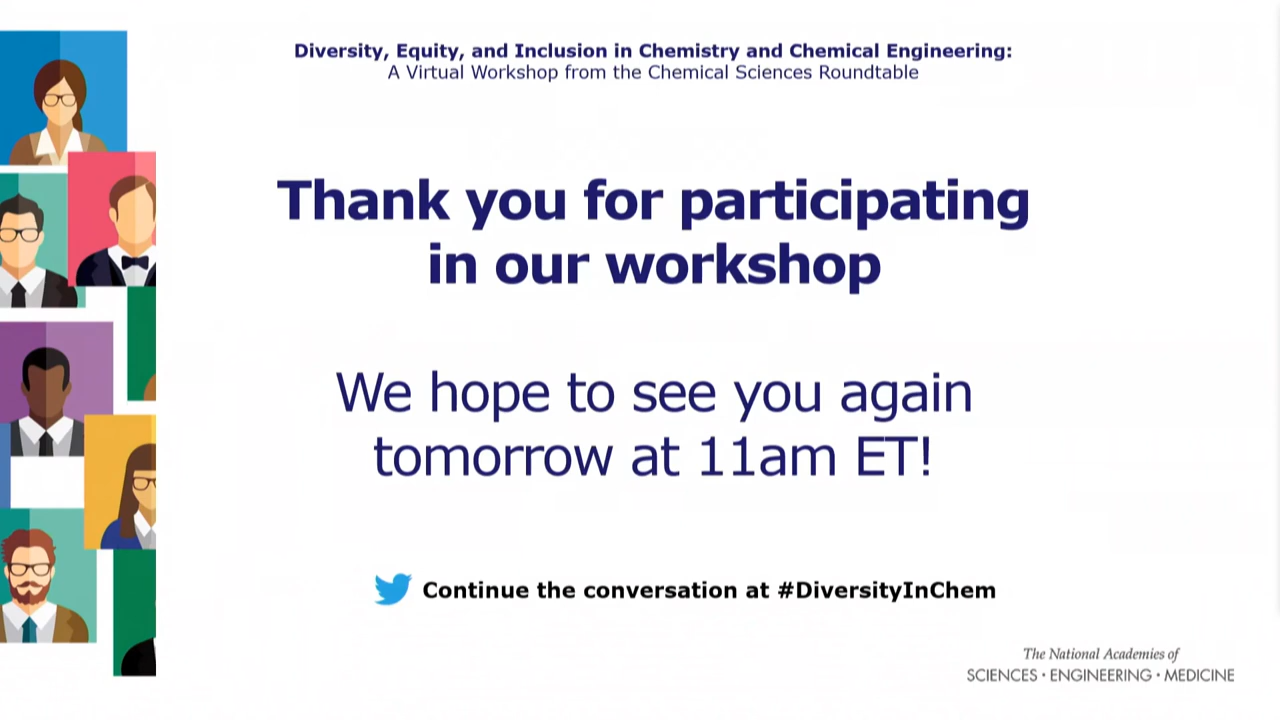 Diversity, Equity, and Inclusion in Chemistry and Chemical Engineering:
A Virtual Workshop from the Chemical Sciences Roundtable
Thank you for participating
in our workshop
We hope to see you again
tomorrow at 11am ET!
Continue the conversation at #DiversityInChem
The National Academies of
SCIENCES · ENGINEERING · MEDICINE